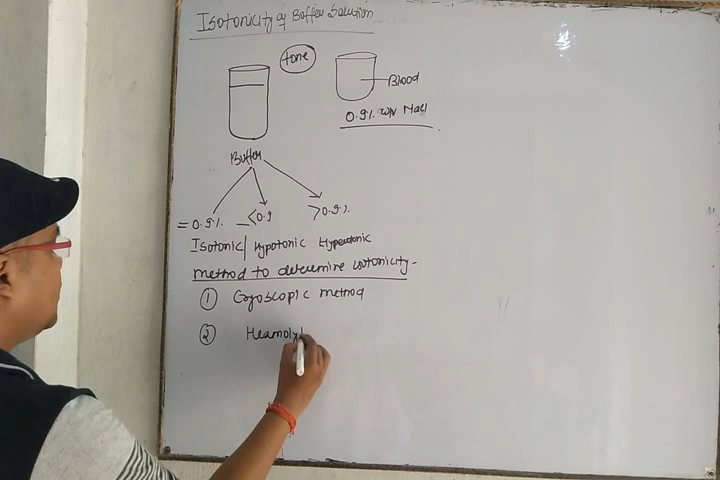 Isotonicity of Buffer Solution
tone
Blood
0.9% W/V Nacl
Buffer
= 0.9% <0.9 >0.9%
Isotonic Hypotonic Hypertonic
method to determine isotonicity-
1 Cryoscopic method
2 Heamoly